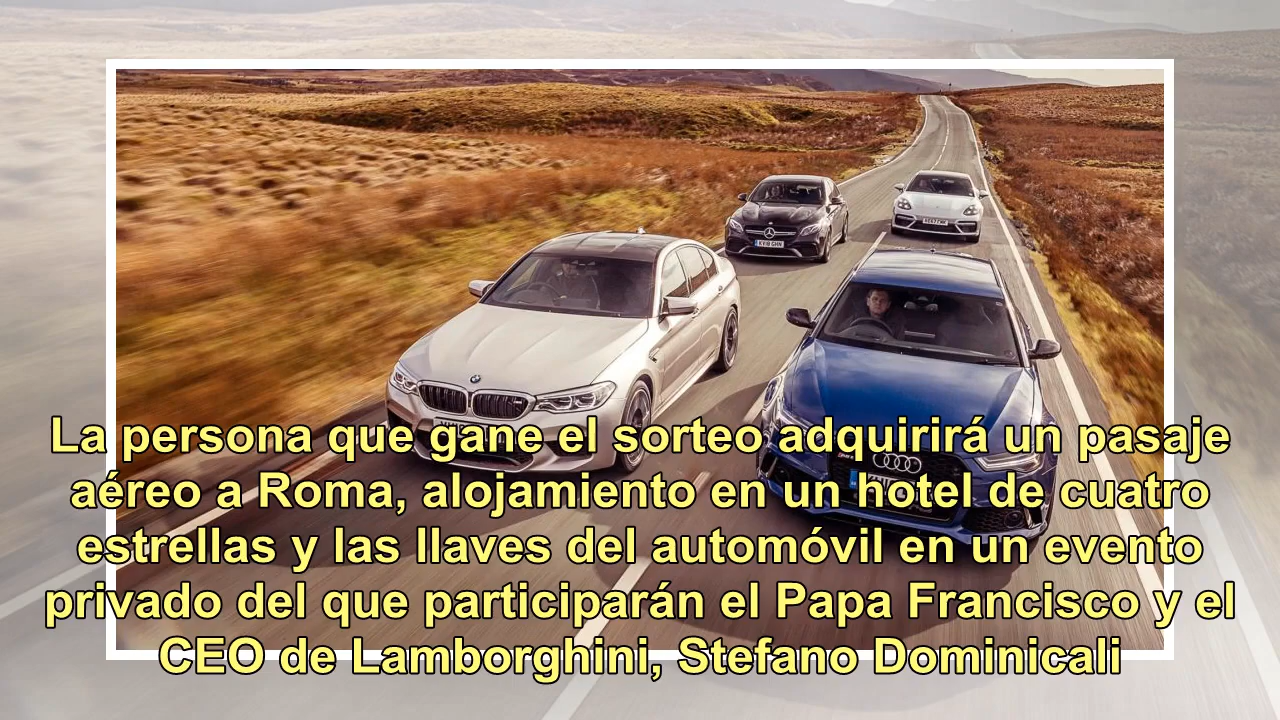 KV18 SHN
La persona que gane el sorteo adquirirá un pasaje
aéreo a Roma, alojamiento en un hotel de cuatro
estrellas y las llaves del automóvil en un evento
privado del que participarán el Papa Francisco y el
CEO de Lamborghini, Stefano Dominicali